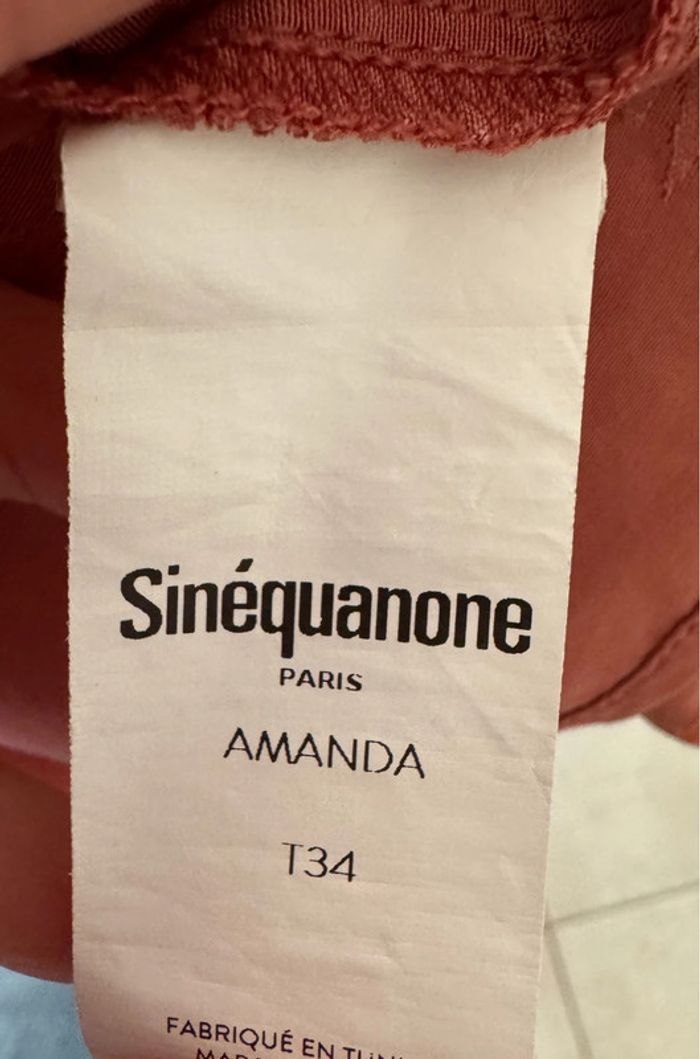 Sinéquanone
PARIS
AMANDA
T34
FABRIQUÉ EN